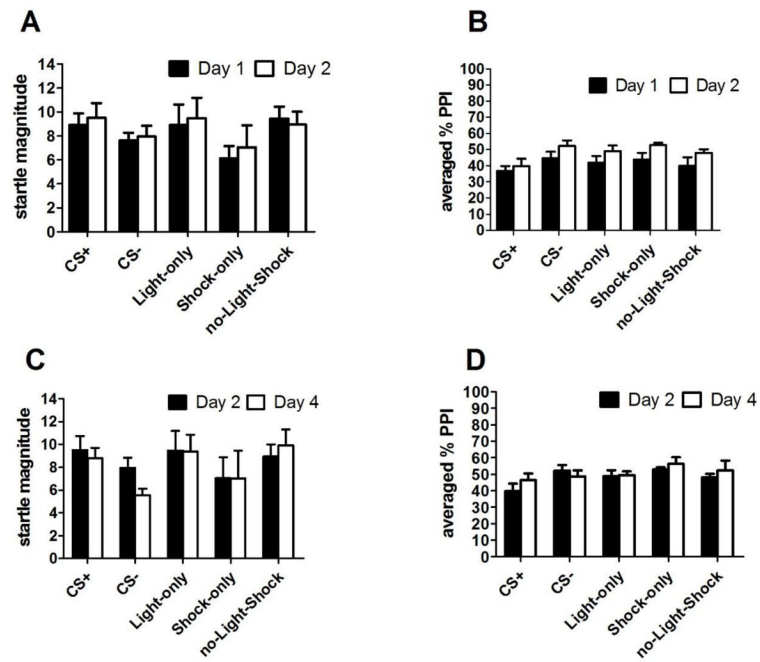 A
Day 1 Day 2
startle magnitude
14
12
10
8
6
4
2
0
CS+
CS-
Light-only
Shock-only
no-Light-Shock
B
Day 1 Day 2
averaged % PPI
100
90
80
70
60
50
40
30
20
10
0
CS+
CS-
Light-only
Shock-only
no-Light-Shock
C
Day 2 Day 4
startle magnitude
14
12
10
8
6
4
2
0
CS+
CS-
Light-only
Shock-only
no-Light-Shock
D
Day 2 Day 4
averaged % PPI
100
90
80
70
60
50
40
30
20
10
0
CS+
CS-
Light-only
Shock-only
no-Light-Shock